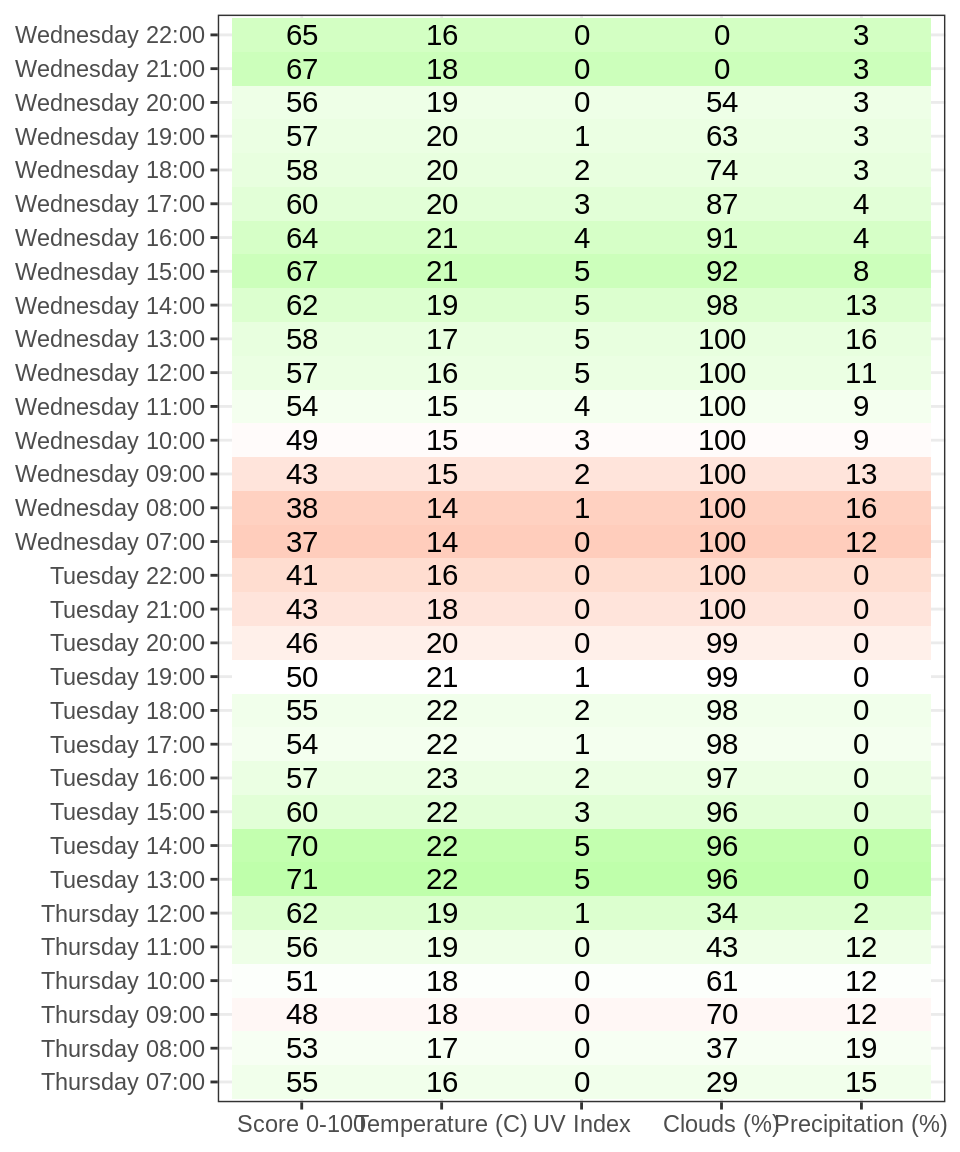 Wednesday 22:00 65 16 0 0 3
Wednesday 21:00 67 18 0 0 3
Wednesday 20:00 56 19 0 54 3
Wednesday 19:00 57 20 1 63 3
Wednesday 18:00 58 20 2 74 3
Wednesday 17:00 60 20 3 87 4
Wednesday 16:00 64 21 4 91 4
Wednesday 15:00 67 21 5 92 8
Wednesday 14:00 62 19 5 98 13
Wednesday 13:00 58 17 5 100 16
Wednesday 12:00 57 16 5 100 11
Wednesday 11:00 54 15 4 100 9
Wednesday 10:00 49 15 3 100 9
Wednesday 09:00 43 15 2 100 13
Wednesday 08:00 38 14 1 100 16
Wednesday 07:00 37 14 0 100 12
Tuesday 22:00 41 16 0 100 0
Tuesday 21:00 43 18 0 100 0
Tuesday 20:00 46 20 0 99 0
Tuesday 19:00 50 21 1 99 0
Tuesday 18:00 55 22 2 98 0
Tuesday 17:00 54 22 1 98 0
Tuesday 16:00 57 23 2 97 0
Tuesday 15:00 60 22 3 96 0
Tuesday 14:00 70 22 5 96 0
Tuesday 13:00 71 22 5 96 0
Thursday 12:00 62 19 1 34 2
Thursday 11:00 56 19 0 43 12
Thursday 10:00 51 18 0 61 12
Thursday 09:00 48 18 0 70 12
Thursday 08:00 53 17 0 37 19
Thursday 07:00 55 16 0 29 15
Score 0-100 Temperature (C) UV Index Clouds (%) Precipitation (%)